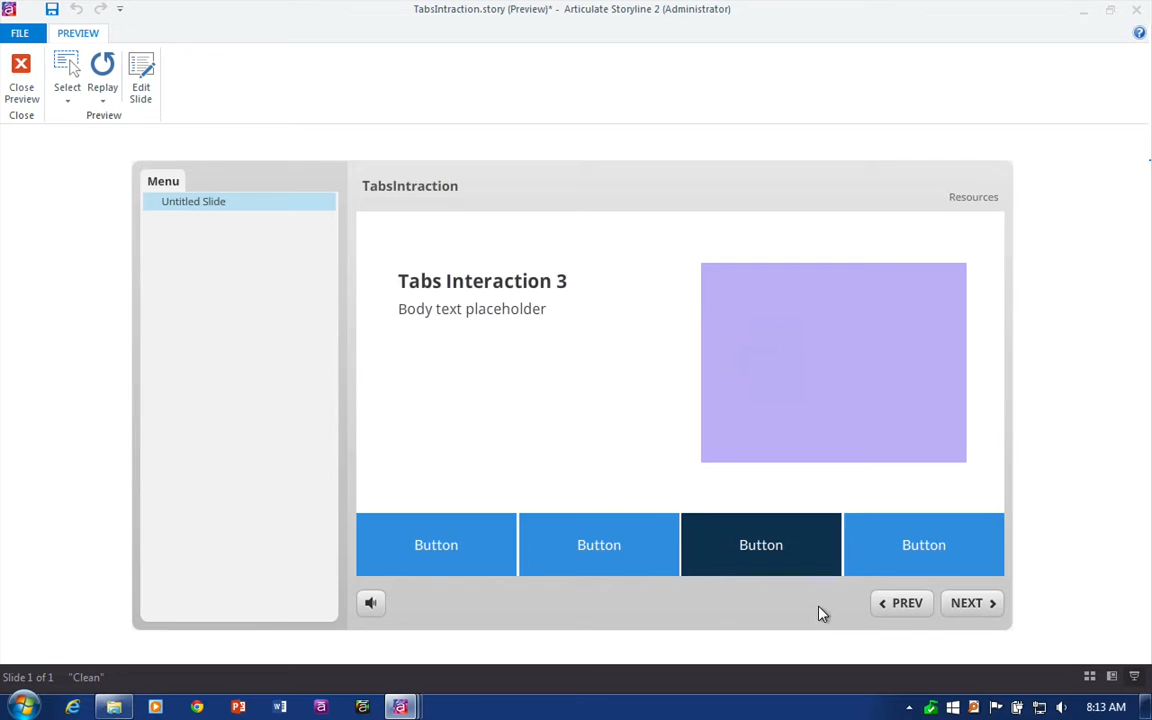 TabsIntraction.story (Preview)* - Articulate Storyline 2 (Administrator)
FILE
PREVIEW
Close Preview
Select
Replay
Edit Slide
Close
Preview
Menu
Untitled Slide
TabsIntraction
Resources
Tabs Interaction 3
Body text placeholder
Button
Button
Button
Button
PREV
NEXT
Slide 1 of 1
"Clean"
8:13 AM